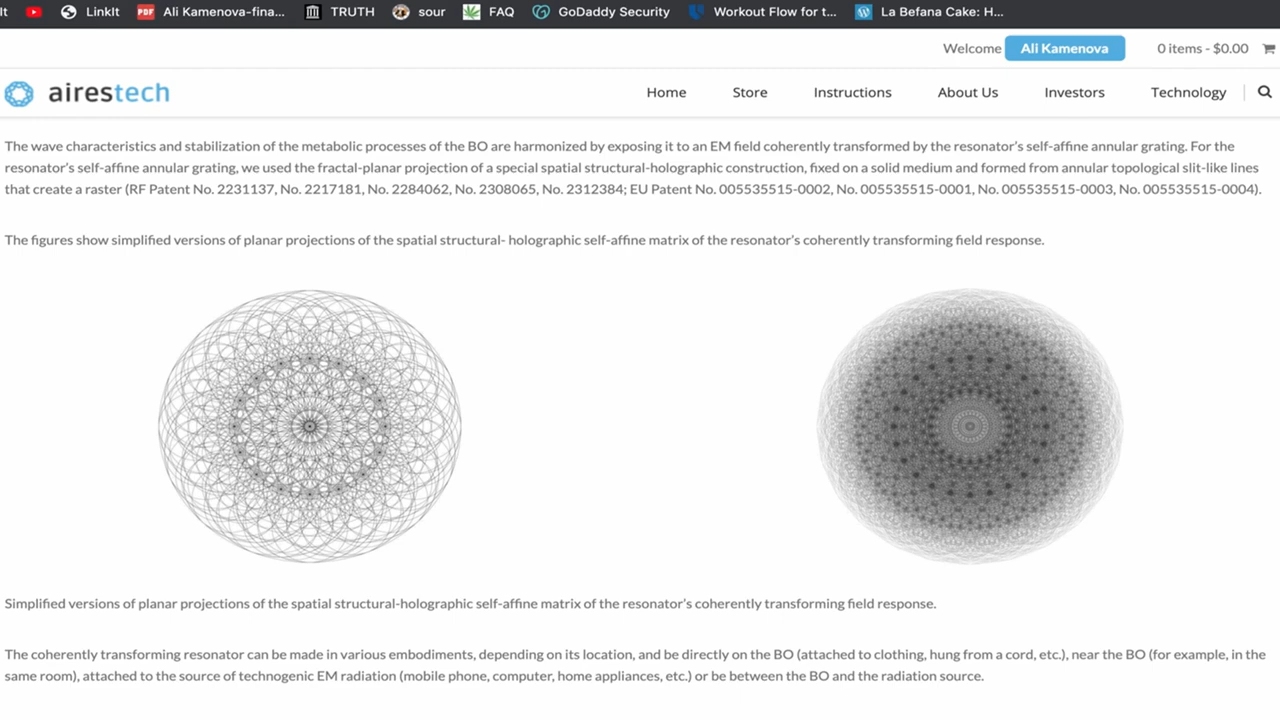 It LinkIt PDF Ali Kamenova-fina... TRUTH sour FAQ GoDaddy Security Workout Flow for t... La Befana Cake: H...
Welcome Ali Kamenova 0 items - $0.00
airestech Home Store Instructions About Us Investors Technology
The wave characteristics and stabilization of the metabolic processes of the BO are harmonized by exposing it to an EM field coherently transformed by the resonator's self-affine annular grating. For the
resonator's self-affine annular grating, we used the fractal-planar projection of a special spatial structural-holographic construction, fixed on a solid medium and formed from annular topological slit-like lines
that create a raster (RF Patent No. 2231137, No. 2217181, No. 2284062, No. 2308065, No. 2312384; EU Patent No. 005535515-0002, No. 005535515-0001, No. 005535515-0003, No. 005535515-0004).
The figures show simplified versions of planar projections of the spatial structural- holographic self-affine matrix of the resonator's coherently transforming field response.
Simplified versions of planar projections of the spatial structural-holographic self-affine matrix of the resonator's coherently transforming field response.
The coherently transforming resonator can be made in various embodiments, depending on its location, and be directly on the BO (attached to clothing, hung from a cord, etc.), near the BO (for example, in the
same room), attached to the source of technogenic EM radiation (mobile phone, computer, home appliances, etc.) or be between the BO and the radiation source.